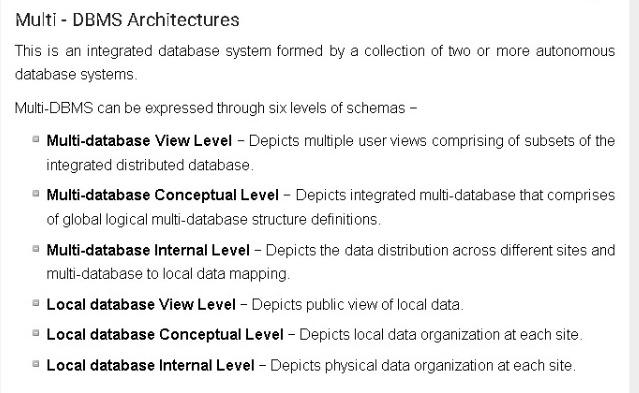 Multi - DBMS Architectures
This is an integrated database system formed by a collection of two or more autonomous
database systems.
Multi-DBMS can be expressed through six levels of schemas −
Multi-database View Level − Depicts multiple user views comprising of subsets of the
integrated distributed database.
Multi-database Conceptual Level − Depicts integrated multi-database that comprises
of global logical multi-database structure definitions.
Multi-database Internal Level − Depicts the data distribution across different sites and
multi-database to local data mapping.
Local database View Level − Depicts public view of local data.
Local database Conceptual Level − Depicts local data organization at each site.
Local database Internal Level − Depicts physical data organization at each site.